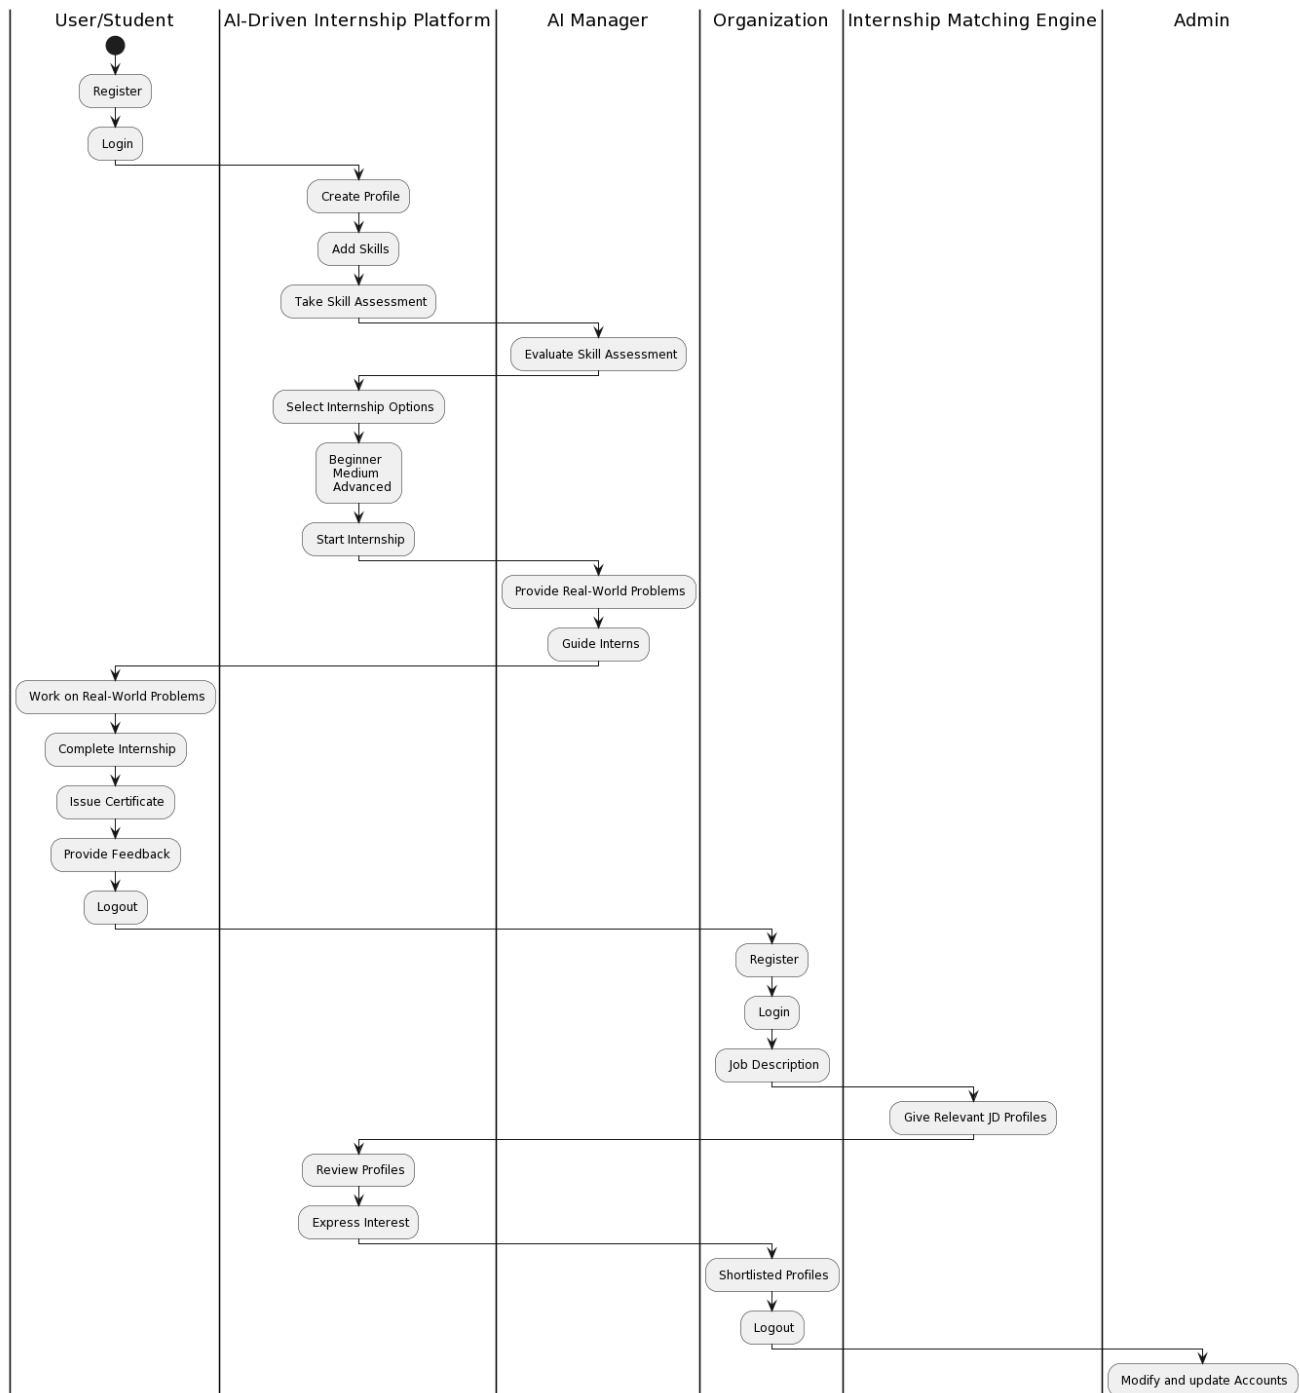 User/Student
AI-Driven Internship Platform
AI Manager
Organization
Internship Matching Engine
Admin
Register
Login
Create Profile
Add Skills
Take Skill Assessment
Evaluate Skill Assessment
Select Internship Options
Beginner
Medium
Advanced
Start Internship
Provide Real-World Problems
Guide Interns
Work on Real-World Problems
Complete Internship
Issue Certificate
Provide Feedback
Logout
Register
Login
Job Description
Give Relevant JD Profiles
Review Profiles
Express Interest
Shortlisted Profiles
Logout
Modify and update Accounts